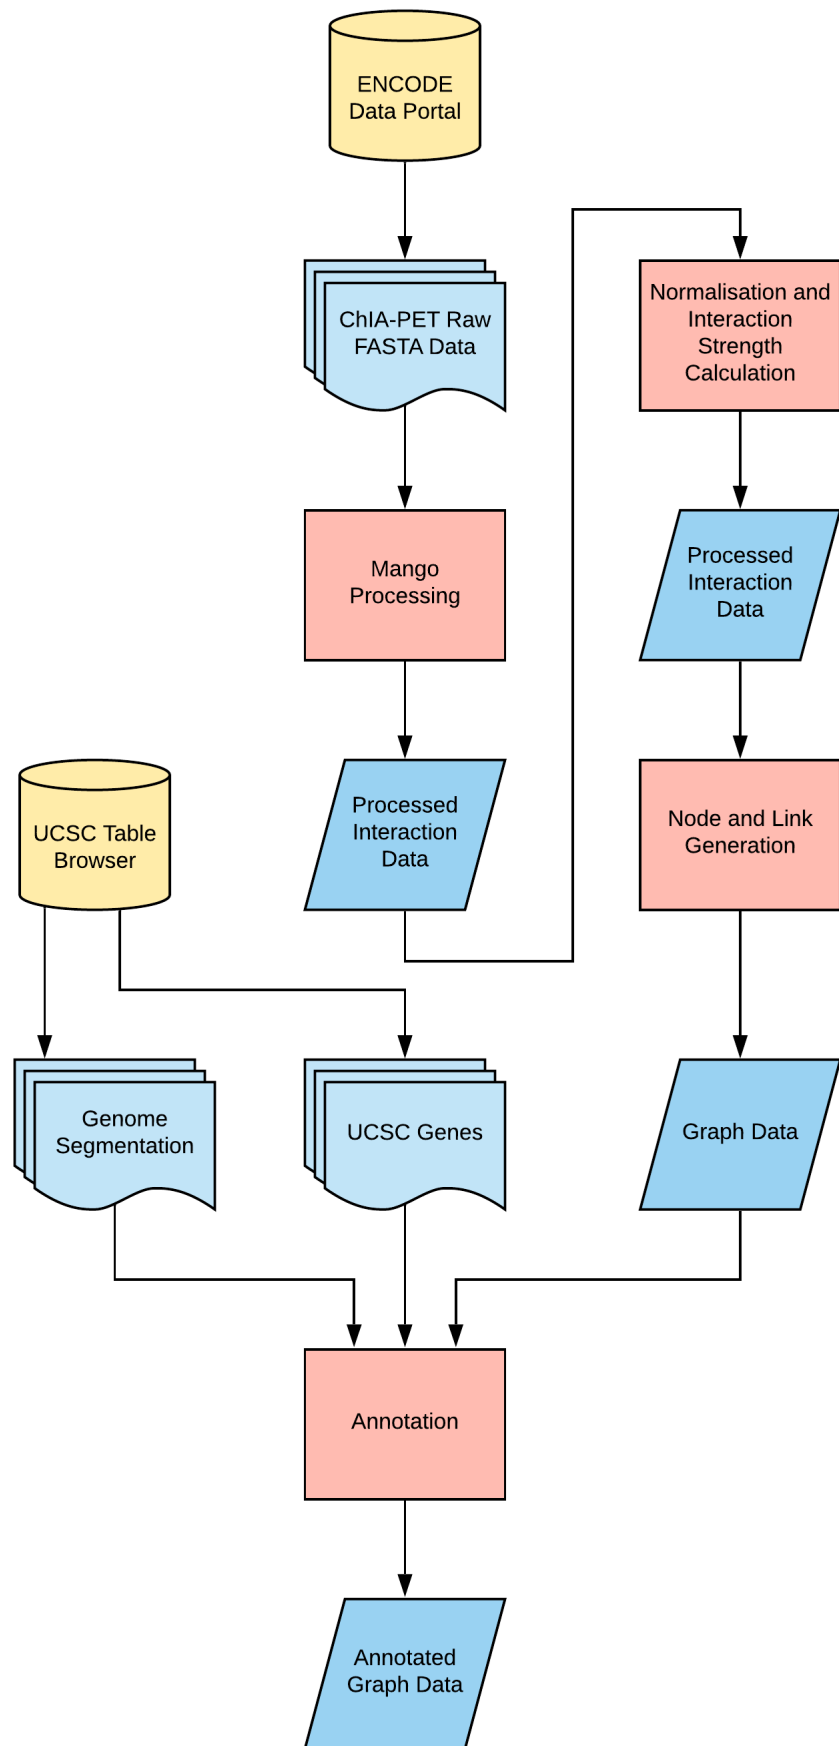 ENCODE
Data Portal
ChIA-PET Raw
FASTA Data
Normalisation and
Interaction
Strength
Calculation
Mango
Processing
Processed
Interaction
Data
UCSC Table
Browser
Processed
Interaction
Data
Node and Link
Generation
Genome
Segmentation
UCSC Genes
Graph Data
Annotation
Annotated
Graph Data